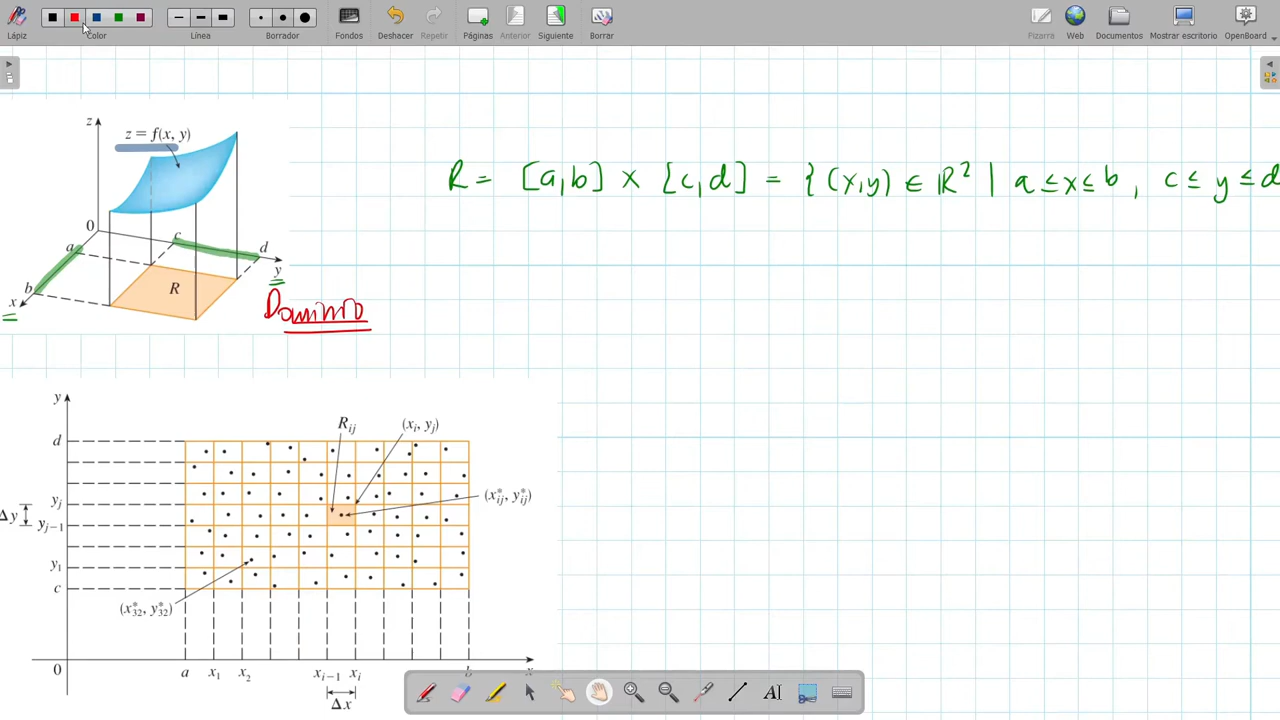 Lápiz Color Línea Borrador Fondos Deshacer Repetir Páginas Anterior Siguiente Borrar Pizarra Web Documentos Mostrar escritorio OpenBoard
z
z = f(x, y)
R = [a,b] × [c,d] = { (x,y) ∈ ℝ² | a ≤ x ≤ b , c ≤ y ≤ d
0
a
c
d
y
b
R
x
Dominio
y
R_ij
(x_i, y_j)
d
y_j
(x*_ij, y*_ij)
Δy
y_j−1
y_1
c
(x*_32, y*_32)
0
a x_1 x_2 x_i−1 x_i b x
Δx